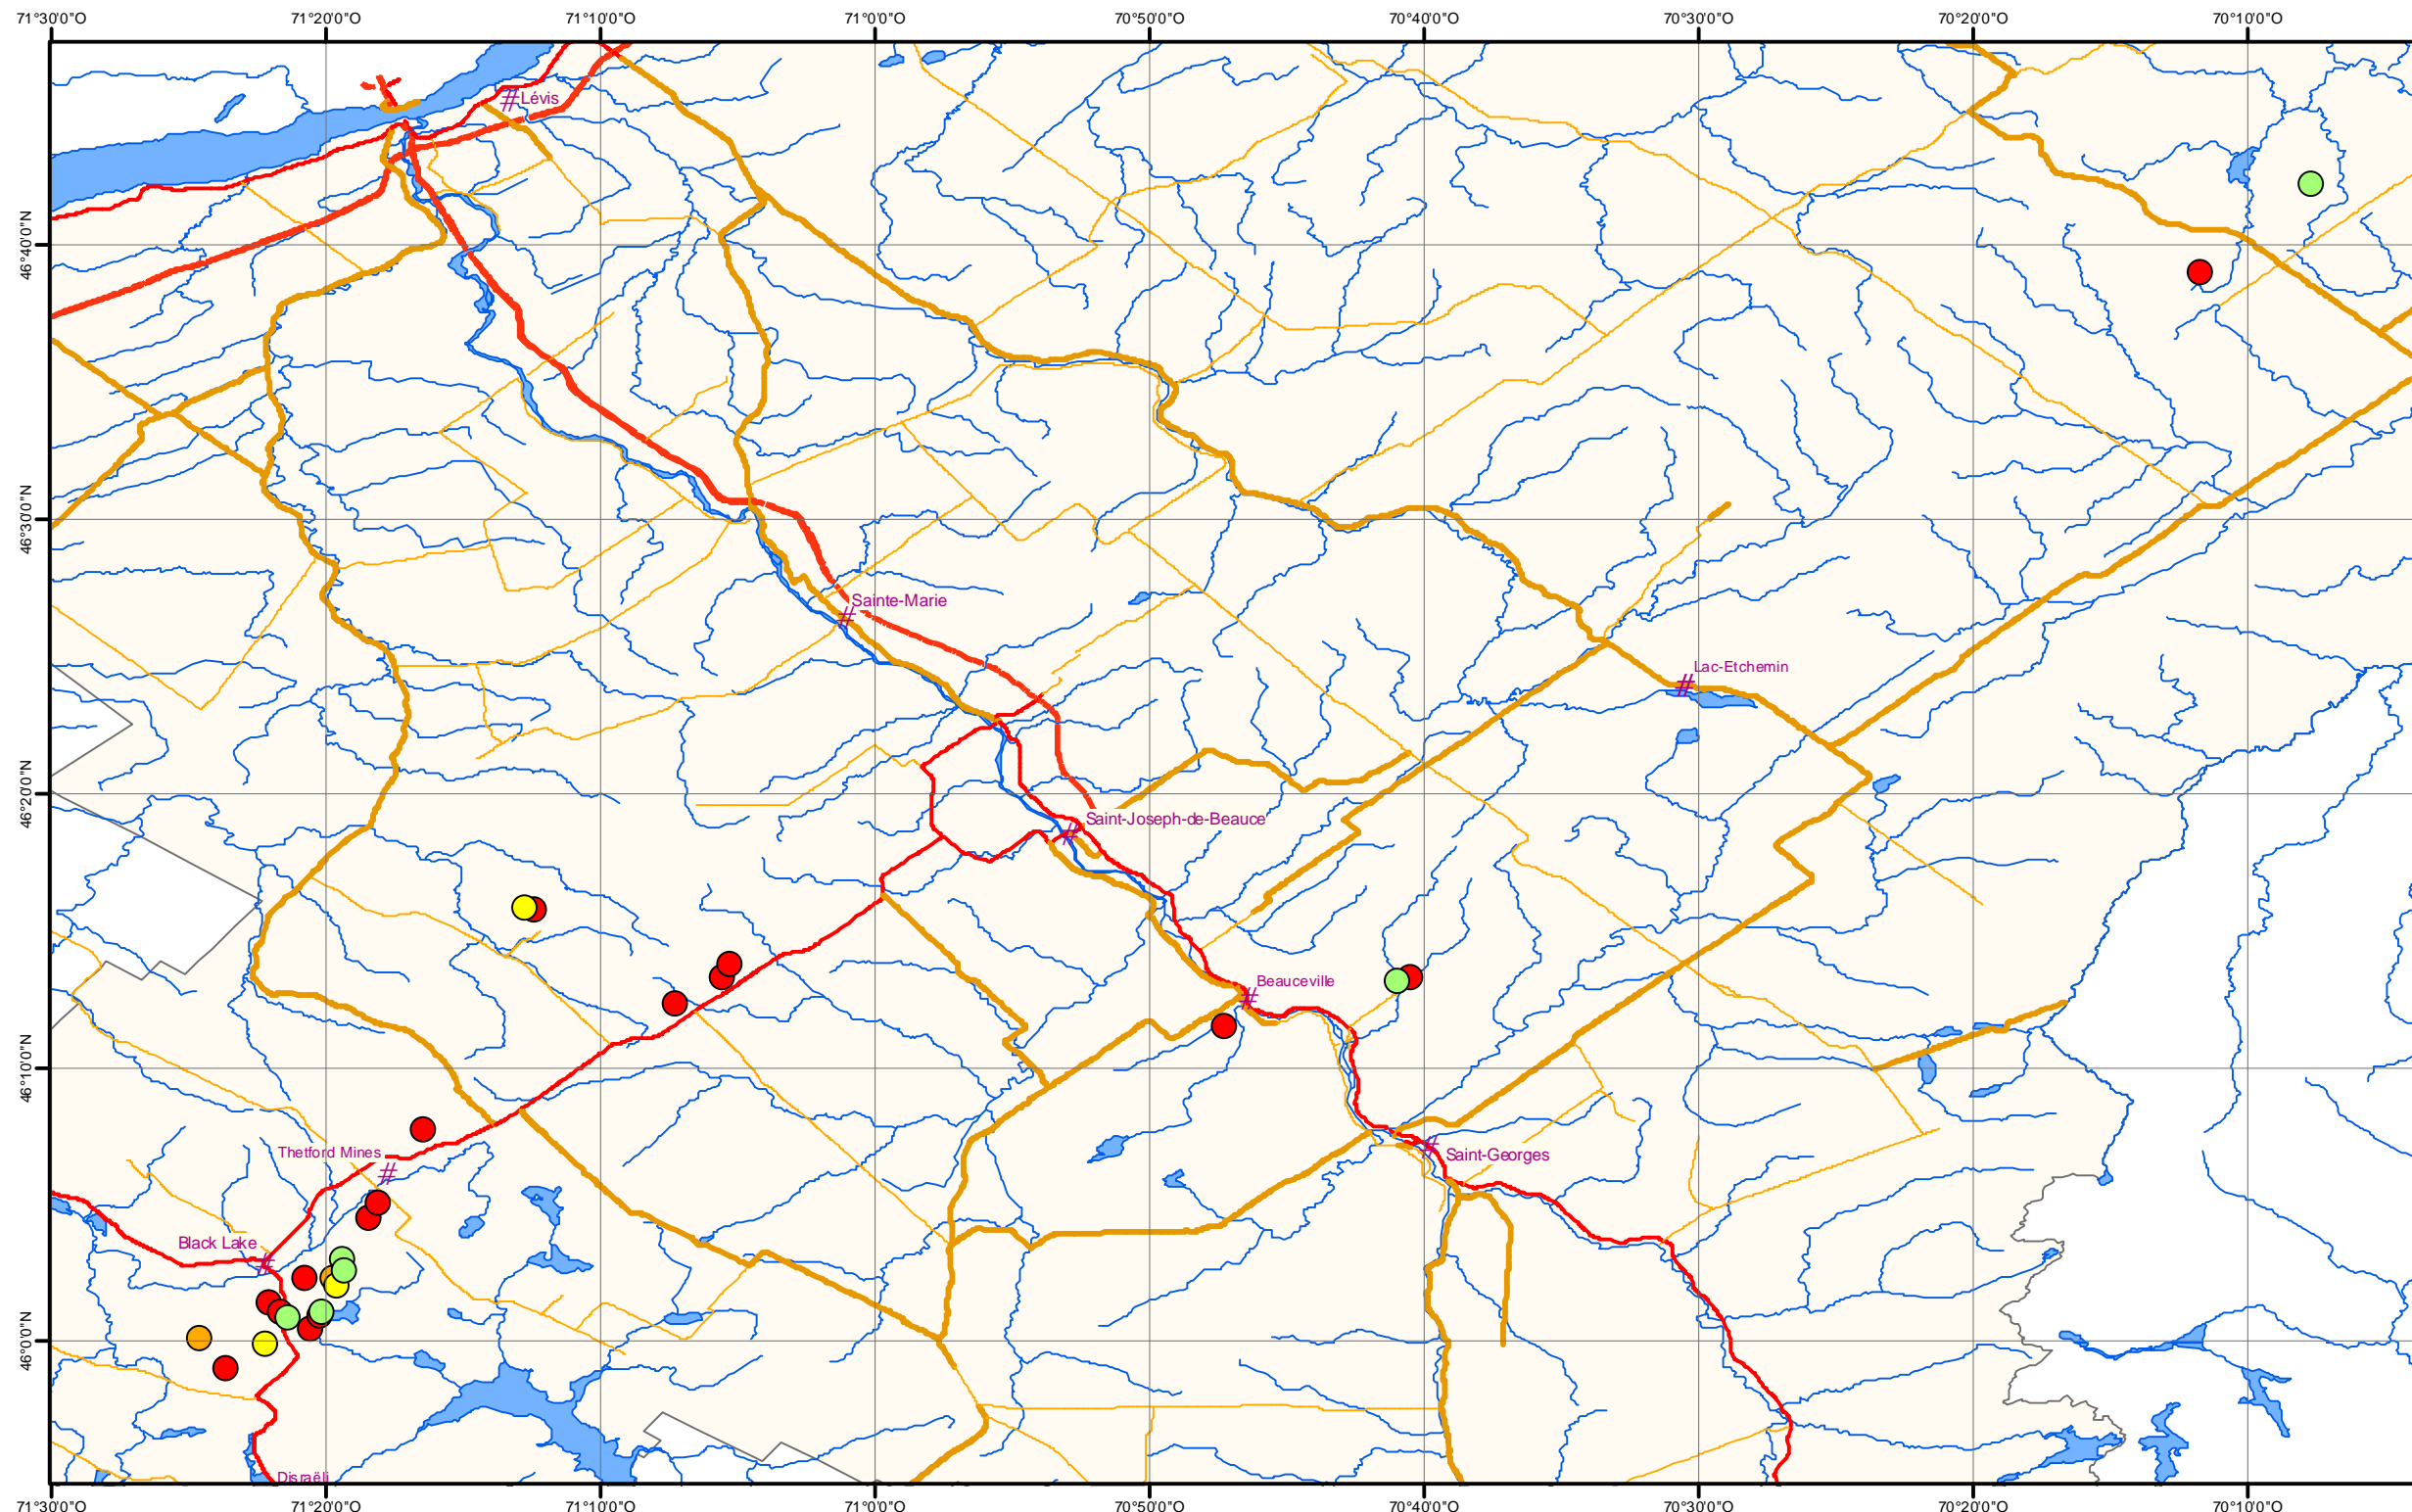 71°30'0"O 71°20'0"O 71°10'0"O 71°0'0"O 70°50'0"O 70°40'0"O 70°30'0"O 70°20'0"O 70°10'0"O
Lévis
46°40'0"N
46°30'0"N
Sainte-Marie
Lac-Etchemin
46°20'0"N
Saint-Joseph-de-Beauce
Beauceville
46°10'0"N
Thetford Mines
Saint-Georges
Black Lake
46°0'0"N
Disraëli
71°30'0"O 71°20'0"O 71°10'0"O 71°0'0"O 70°50'0"O 70°40'0"O 70°30'0"O 70°20'0"O 70°10'0"O